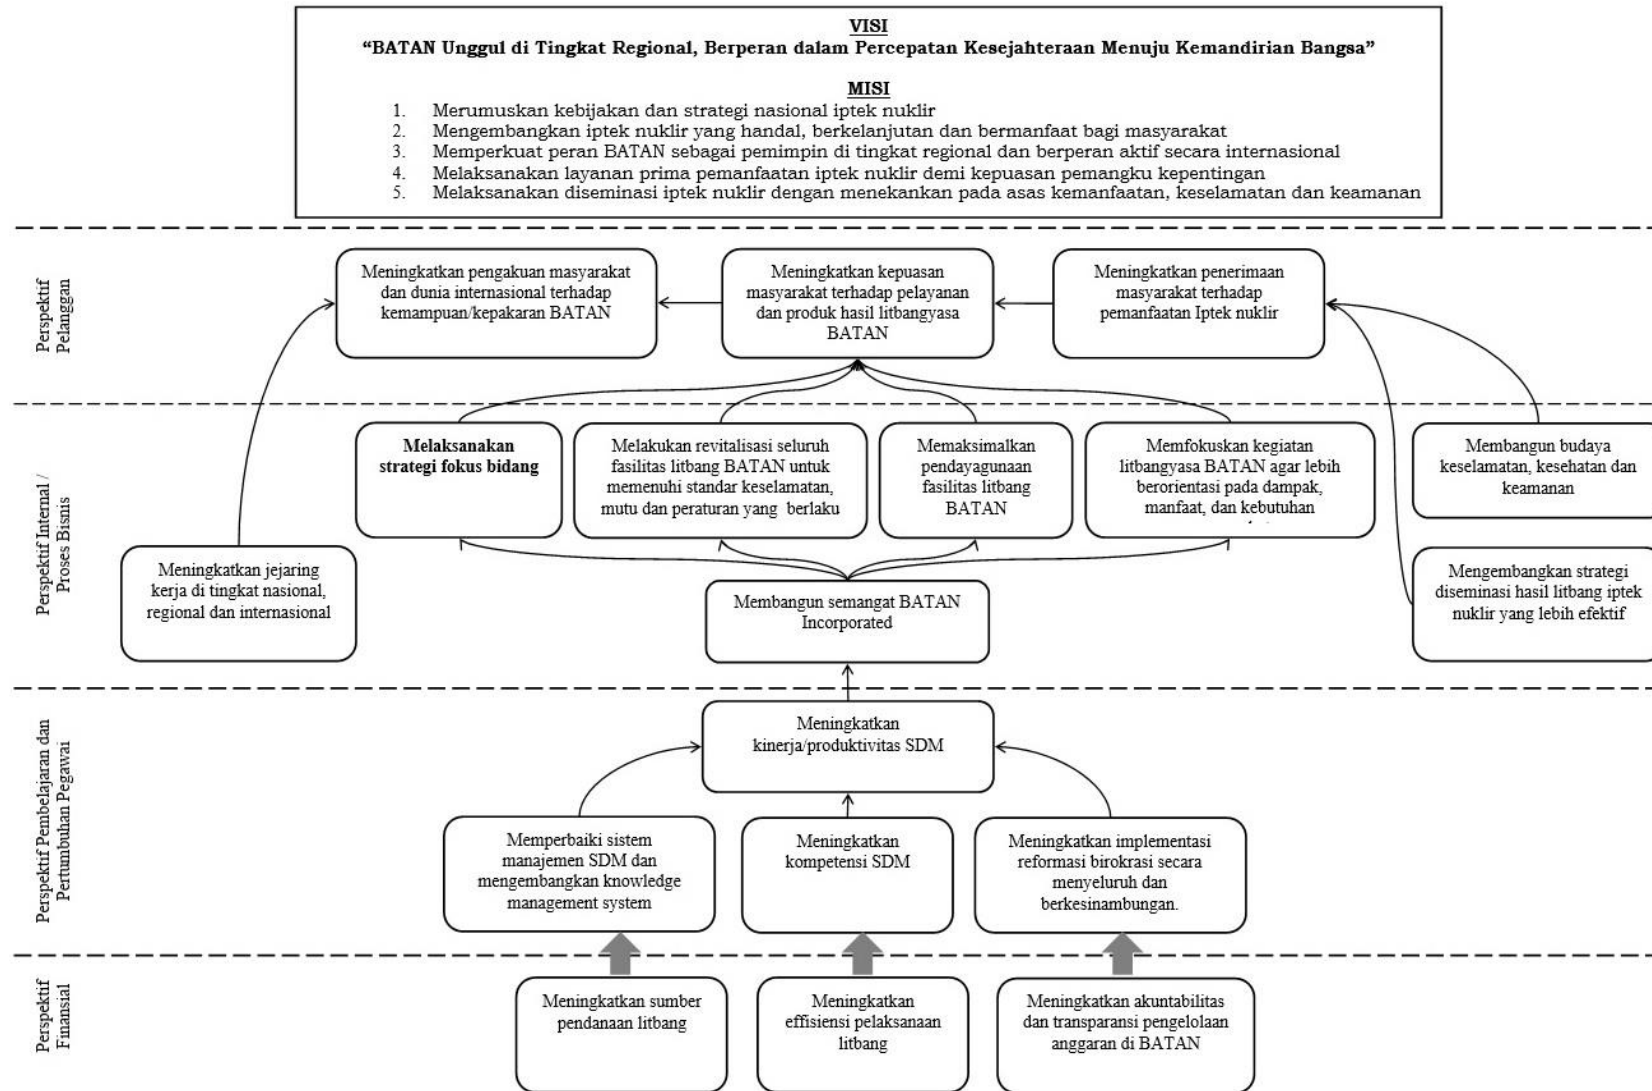 VISI
“BATAN Unggul di Tingkat Regional, Berperan dalam Percepatan Kesejahteraan Menuju Kemandirian Bangsa”
MISI
1. Merumuskan kebijakan dan strategi nasional iptek nuklir
2. Mengembangkan iptek nuklir yang handal, berkelanjutan dan bermanfaat bagi masyarakat
3. Memperkuat peran BATAN sebagai pemimpin di tingkat regional dan berperan aktif secara internasional
4. Melaksanakan layanan prima pemanfaatan iptek nuklir demi kepuasan pemangku kepentingan
5. Melaksanakan diseminasi iptek nuklir dengan menekankan pada asas kemanfaatan, keselamatan dan keamanan
Perspektif
Pelanggan
Meningkatkan pengakuan masyarakat
dan dunia internasional terhadap
kemampuan/kepakaran BATAN
Meningkatkan kepuasan
masyarakat terhadap pelayanan
dan produk hasil litbangyasa
BATAN
Meningkatkan penerimaan
masyarakat terhadap
pemanfaatan Iptek nuklir
Perspektif Internal /
Proses Bisnis
Melaksanakan
strategi fokus bidang
Melakukan revitalisasi seluruh
fasilitas litbang BATAN untuk
memenuhi standar keselamatan,
mutu dan peraturan yang berlaku
Memaksimalkan
pendayagunaan
fasilitas litbang
BATAN
Memfokuskan kegiatan
litbangyasa BATAN agar lebih
berorientasi pada dampak,
manfaat, dan kebutuhan
Membangun budaya
keselamatan, kesehatan dan
keamanan
Meningkatkan jejaring
kerja di tingkat nasional,
regional dan internasional
Membangun semangat BATAN
Incorporated
Mengembangkan strategi
diseminasi hasil litbang iptek
nuklir yang lebih efektif
Perspektif Pembelajaran dan
Pertumbuhan Pegawai
Meningkatkan
kinerja/produktivitas SDM
Memperbaiki sistem
manajemen SDM dan
mengembangkan knowledge
management system
Meningkatkan
kompetensi SDM
Meningkatkan implementasi
reformasi birokrasi secara
menyeluruh dan
berkesinambungan.
Perspektif
Finansial
Meningkatkan sumber
pendanaan litbang
Meningkatkan
effisiensi pelaksanaan
litbang
Meningkatkan akuntabilitas
dan transparansi pengelolaan
anggaran di BATAN